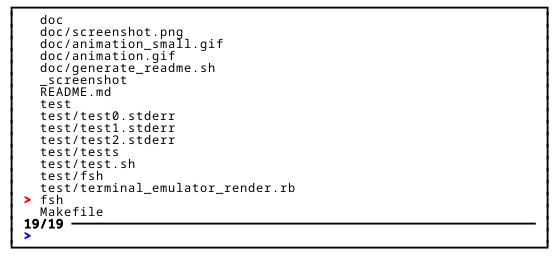 doc
doc/screenshot.png
doc/animation_small.gif
doc/animation.gif
doc/generate_readme.sh
_screenshot
README.md
test
test/test0.stderr
test/test1.stderr
test/test2.stderr
test/tests
test/test.sh
test/fsh
test/terminal_emulator_render.rb
> fsh
Makefile
19/19
>